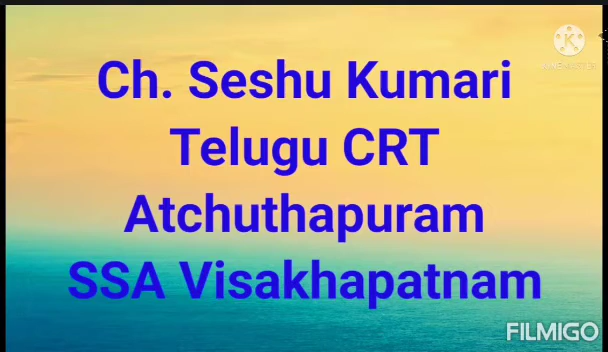 Ch. Seshu Kumari
Telugu CRT
Atchuthapuram
SSA Visakhapatnam
FILMIGO